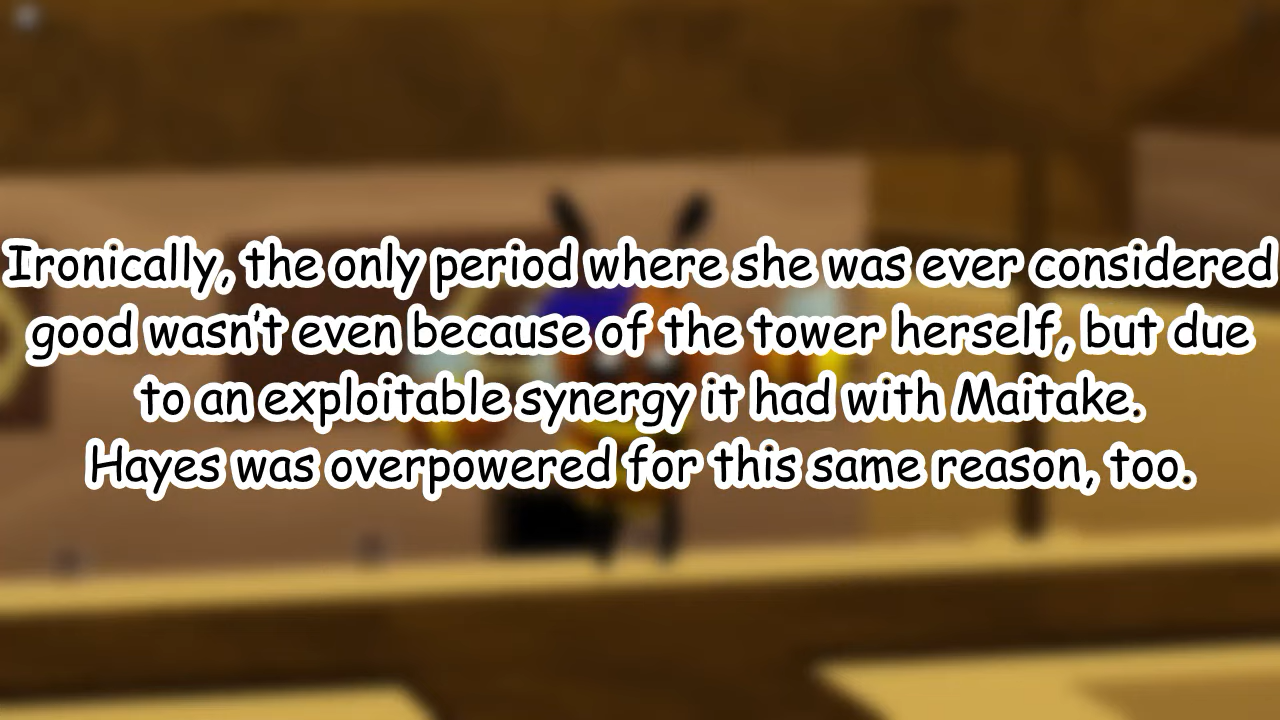 Ironically, the only period where she was ever considered
good wasn't even because of the tower herself, but due
to an exploitable synergy it had with Maitake.
Hayes was overpowered for this same reason, too.